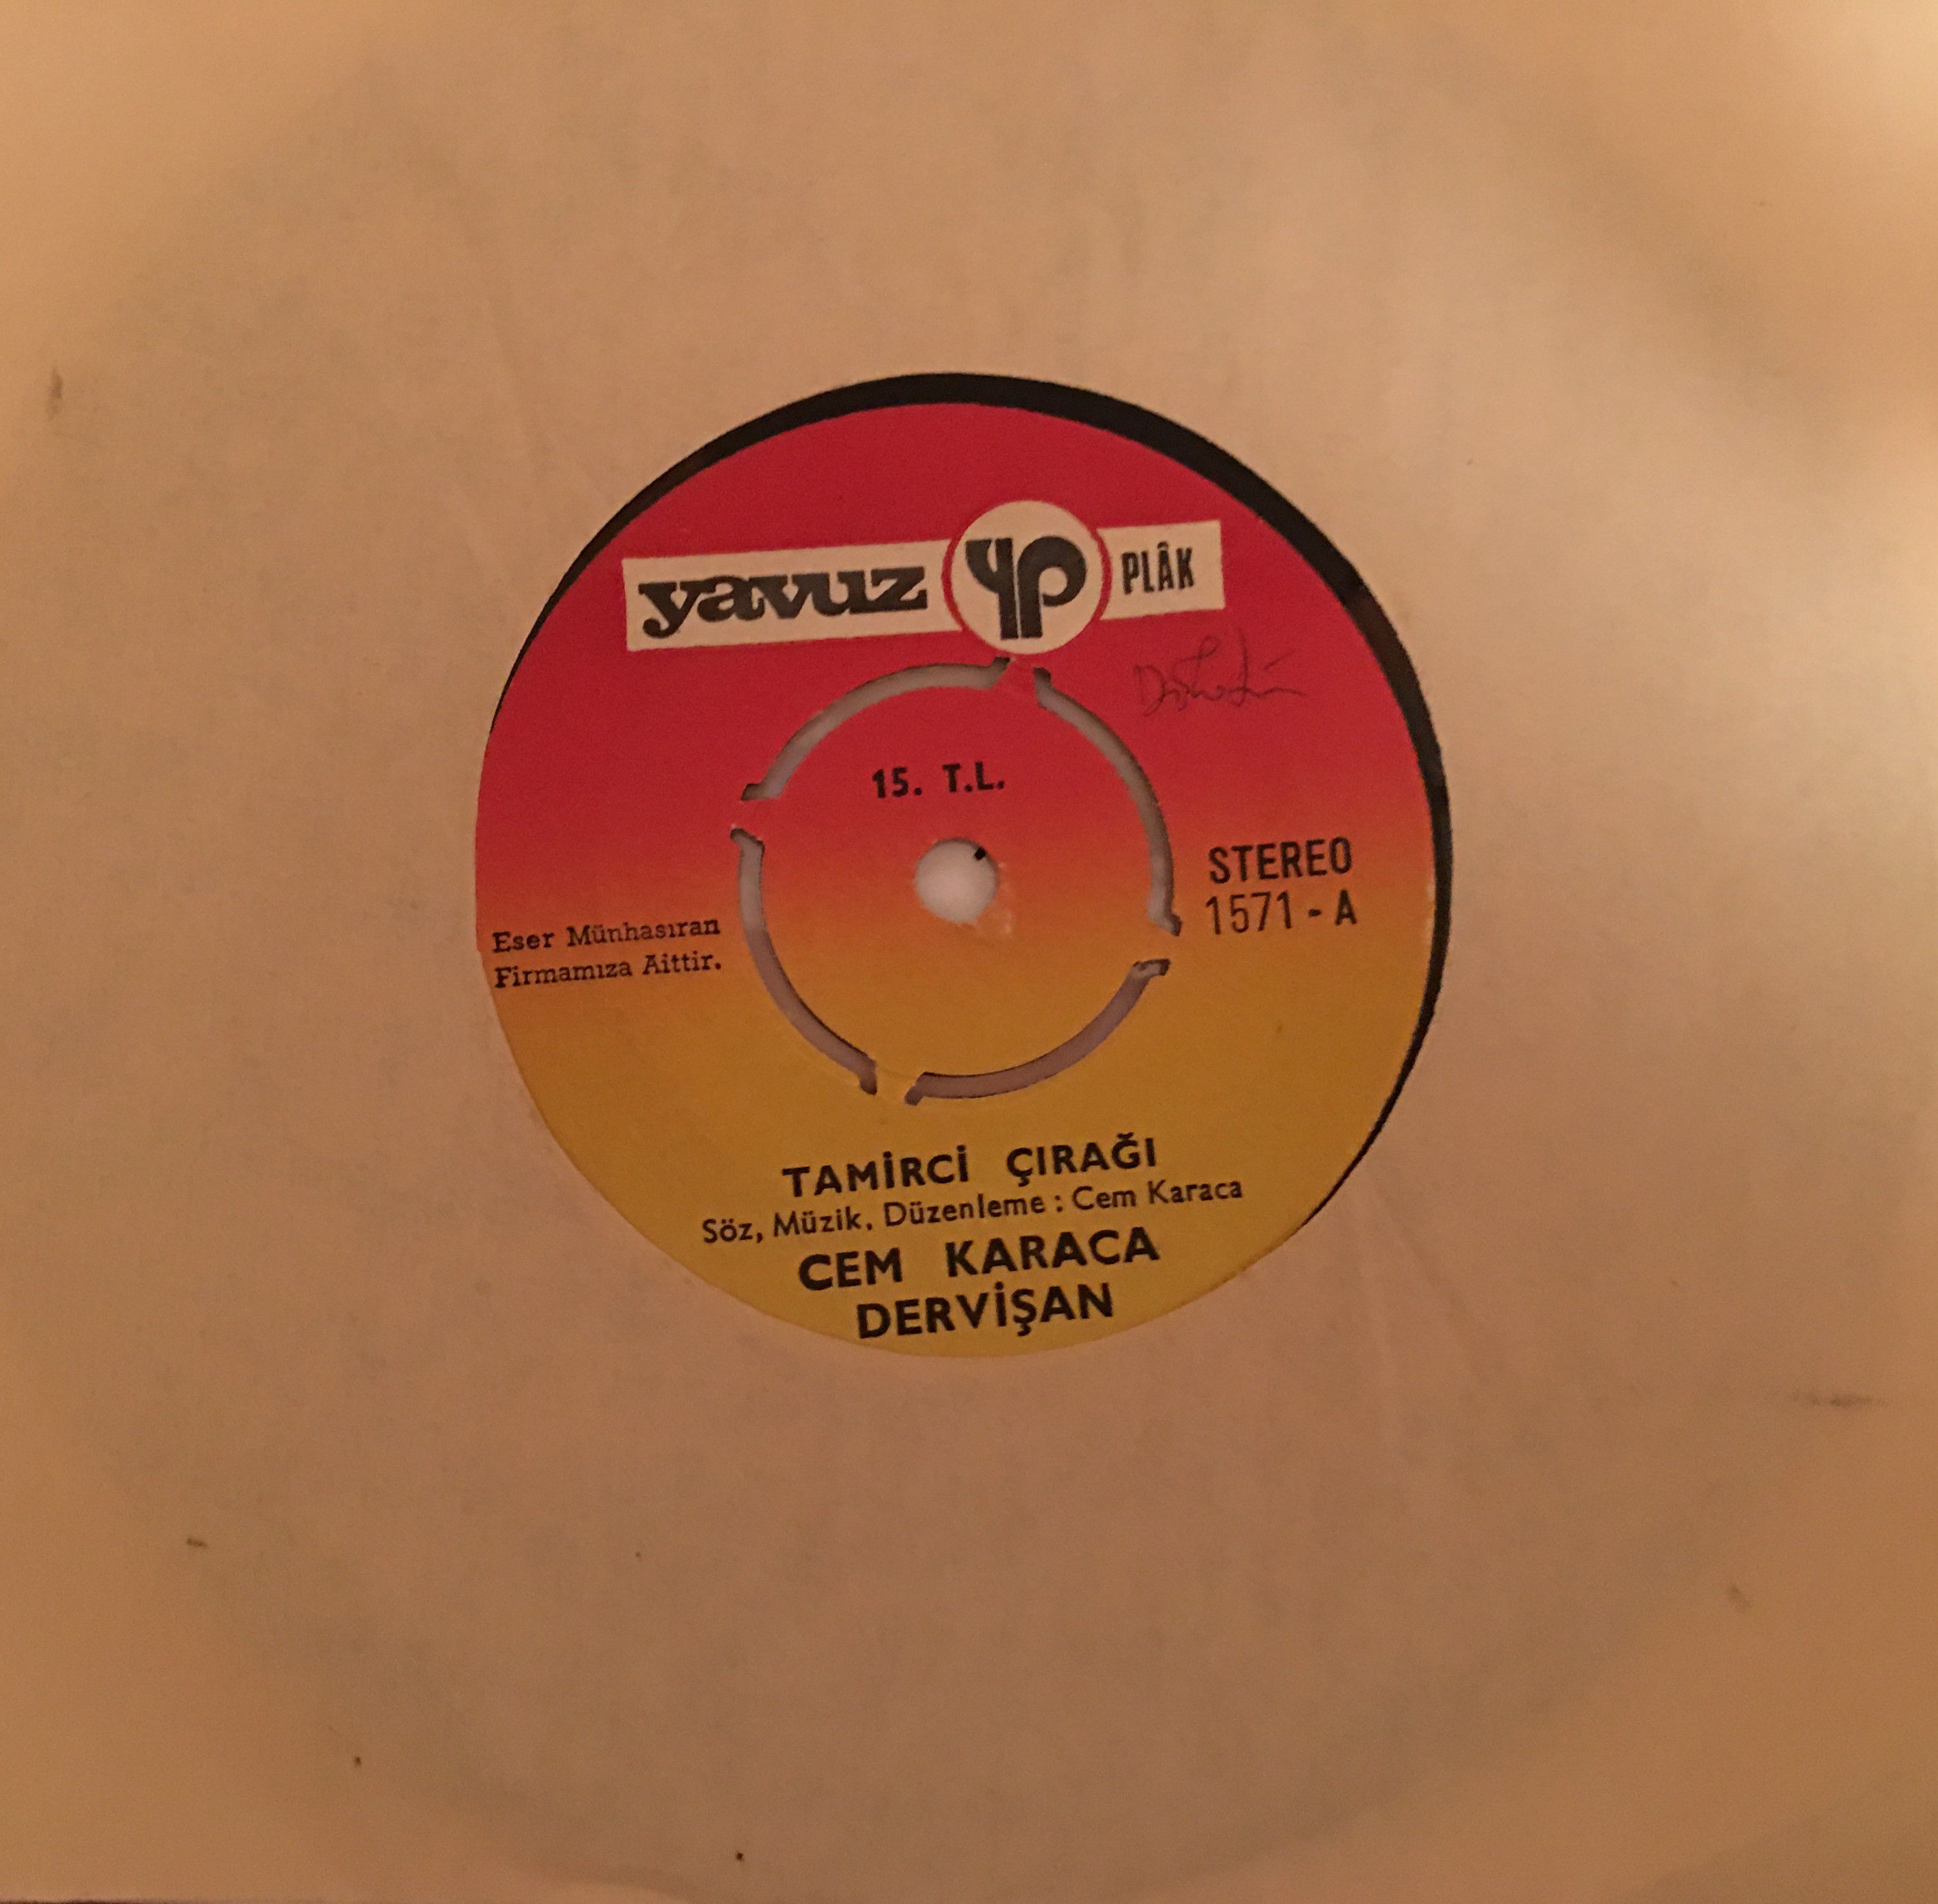 yavuz yp PLÂK
15. T.L.
STEREO
1571 - A
Eser Münhasıran
Firmamıza Aittir.
TAMİRCİ ÇIRAĞI
Söz, Müzik, Düzenleme : Cem Karaca
CEM KARACA
DERVİŞAN